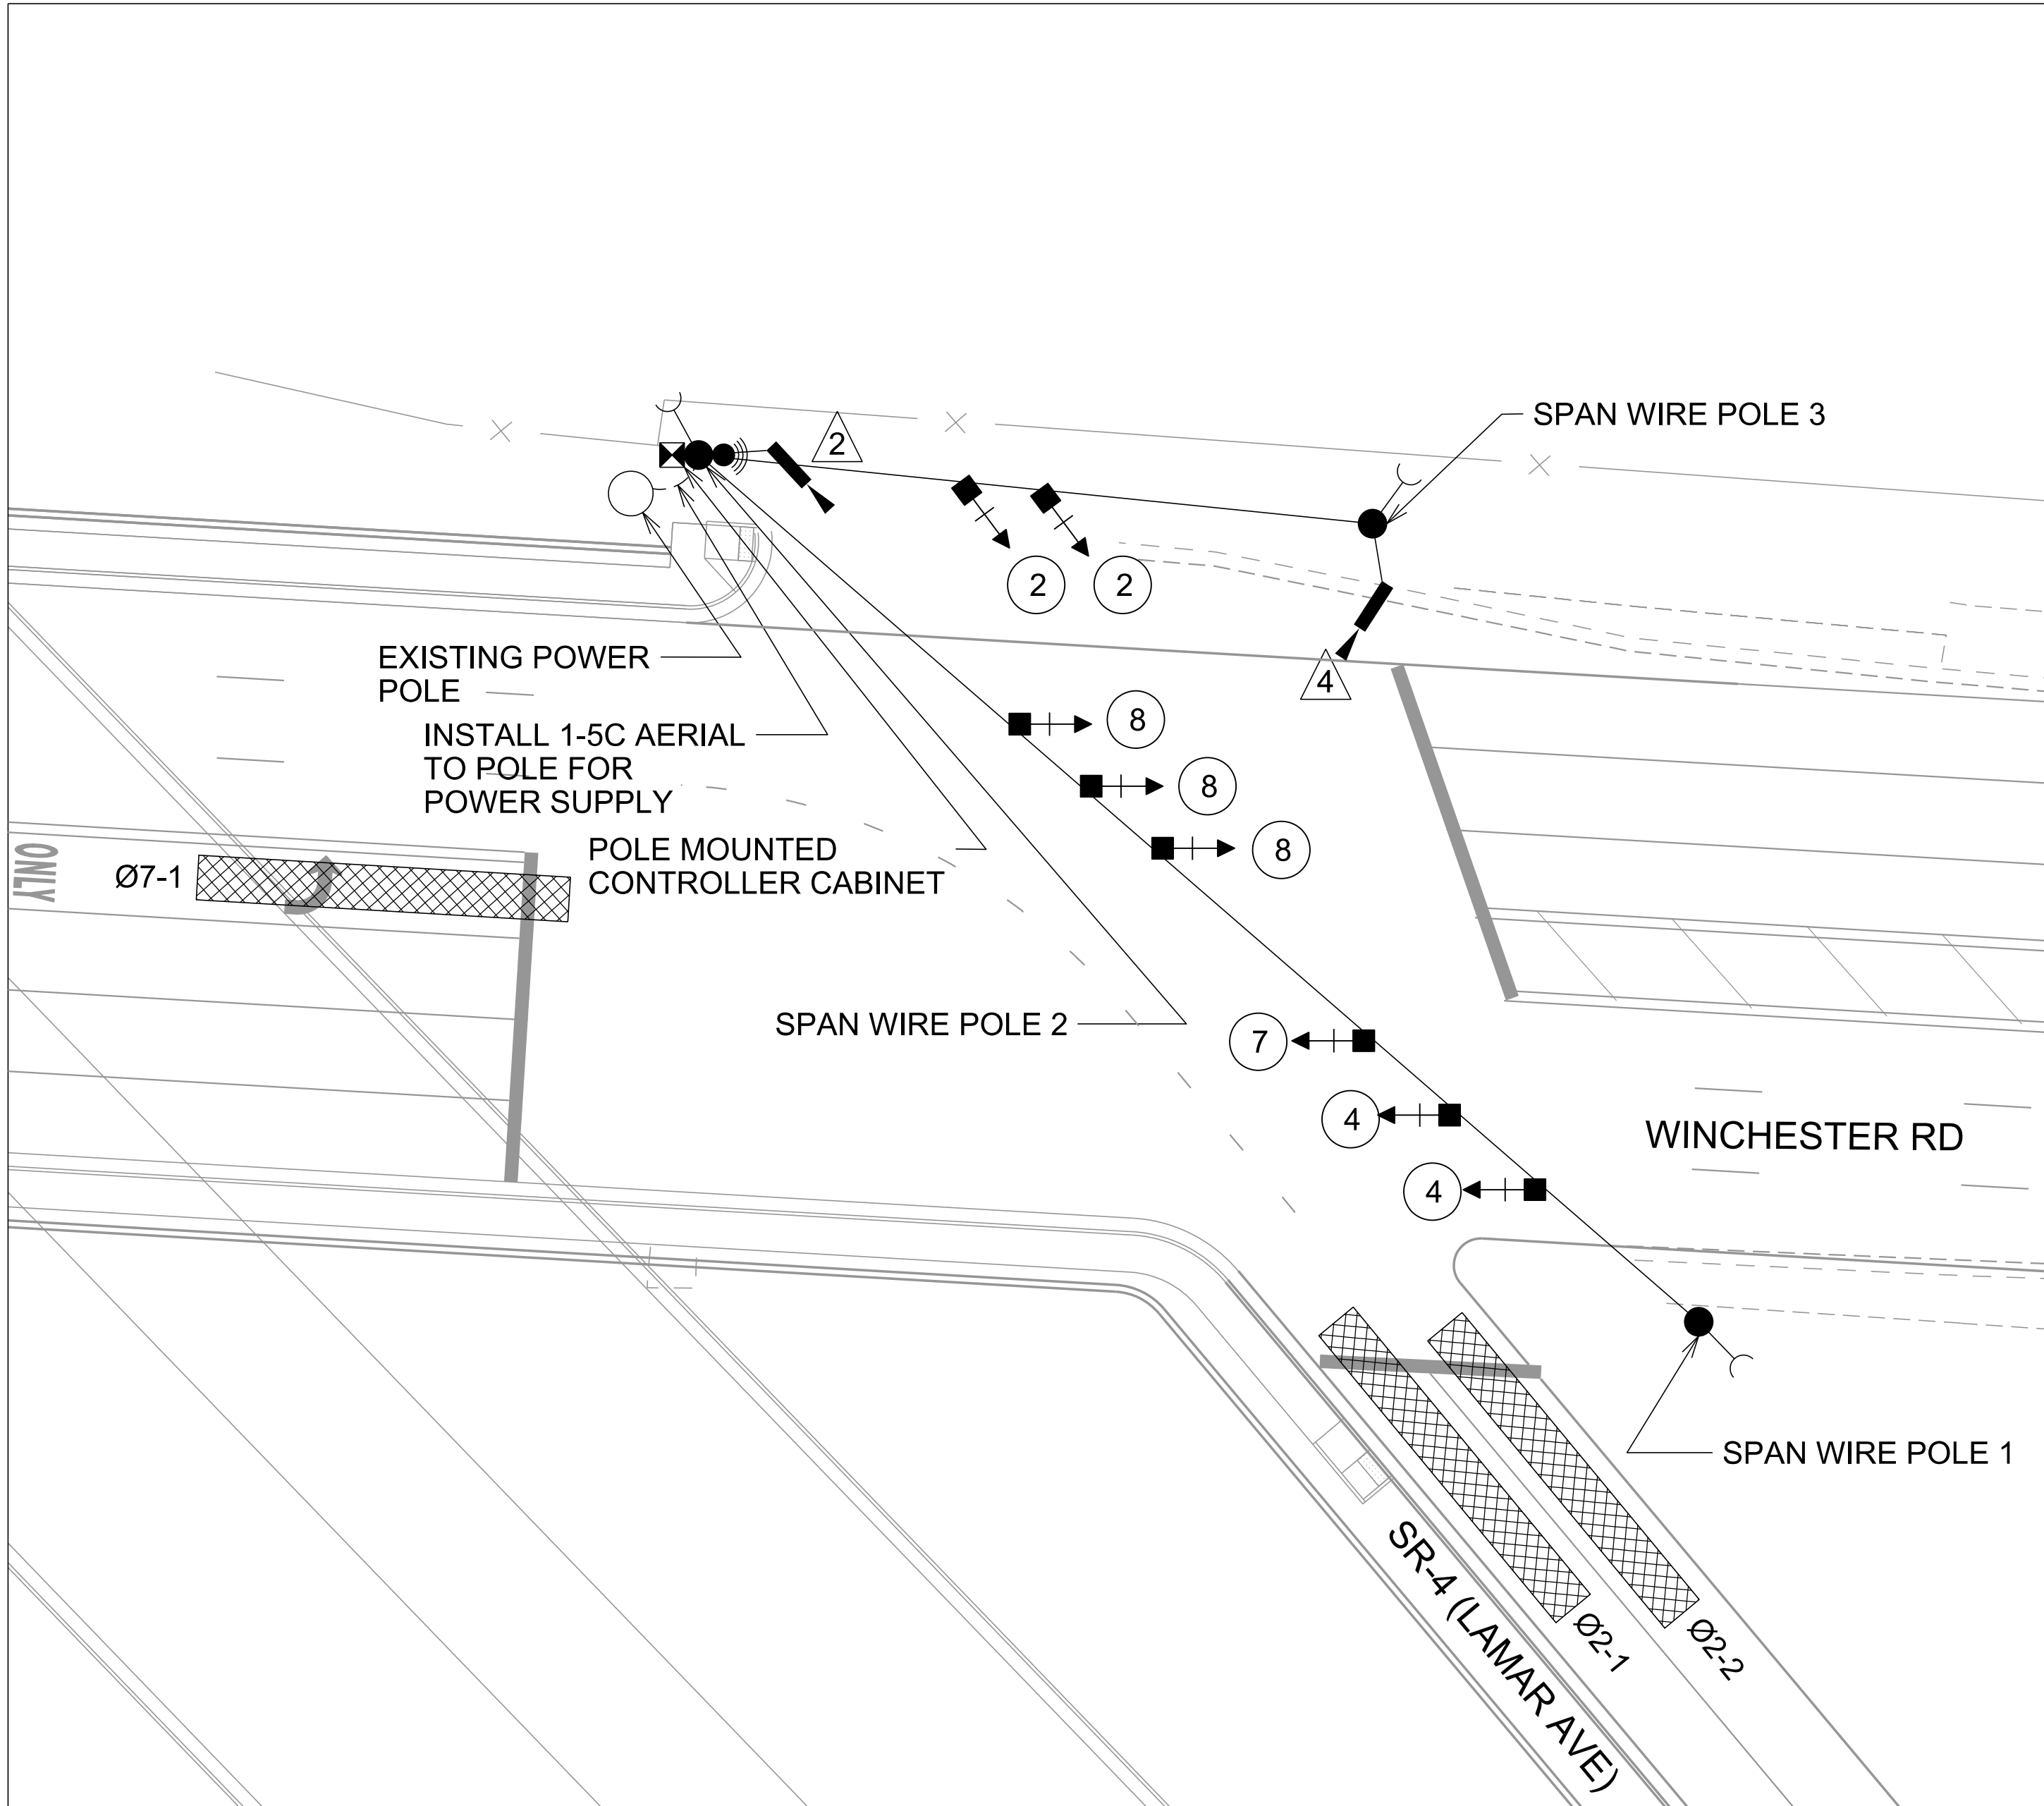 SPAN WIRE POLE 3
2
2
2
4
EXISTING POWER
POLE
INSTALL 1-5C AERIAL
TO POLE FOR
POWER SUPPLY
8
8
8
POLE MOUNTED
CONTROLLER CABINET
ONLY
Ø7-1
SPAN WIRE POLE 2
7
4
4
WINCHESTER RD
SPAN WIRE POLE 1
SR-4 (LAMAR AVE)
Ø2-1
Ø2-2